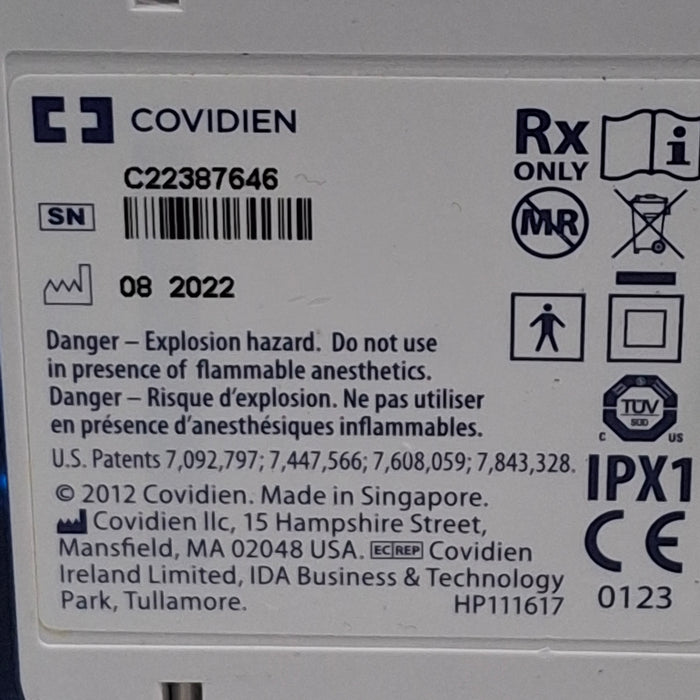 COVIDIEN
Rx
ONLY
C22387646
SN
MR
08 2022
Danger – Explosion hazard. Do not use
in presence of flammable anesthetics.
Danger – Risque d'explosion. Ne pas utiliser
en présence d'anesthésiques inflammables.
TÜV
SÜD
C US
U.S. Patents 7,092,797; 7,447,566; 7,608,059; 7,843,328.
IPX1
© 2012 Covidien. Made in Singapore.
Covidien llc, 15 Hampshire Street,
Mansfield, MA 02048 USA. EC REP Covidien
Ireland Limited, IDA Business & Technology
Park, Tullamore. HP111617
CE
0123